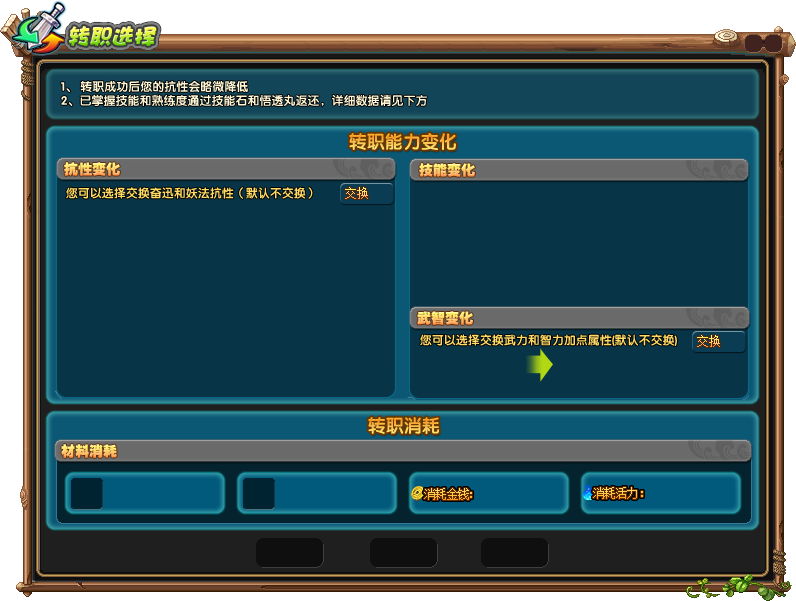 转职选择
1、 转职成功后您的抗性会略微降低
2、已掌握技能和熟练度通过技能石和悟透丸返还，详细数据请见下方
转职能力变化
抗性变化
您可以选择交换奋迅和妖法抗性（默认不交换） 交换
技能变化
武智变化
您可以选择交换武力和智力加点属性(默认不交换) 交换
转职消耗
材料消耗
消耗金钱: 消耗活力: